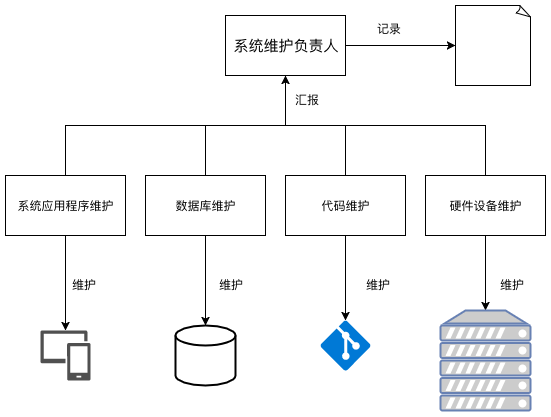 系统维护负责人
记录
汇报
系统应用程序维护
数据库维护
代码维护
硬件设备维护
维护
维护
维护
维护